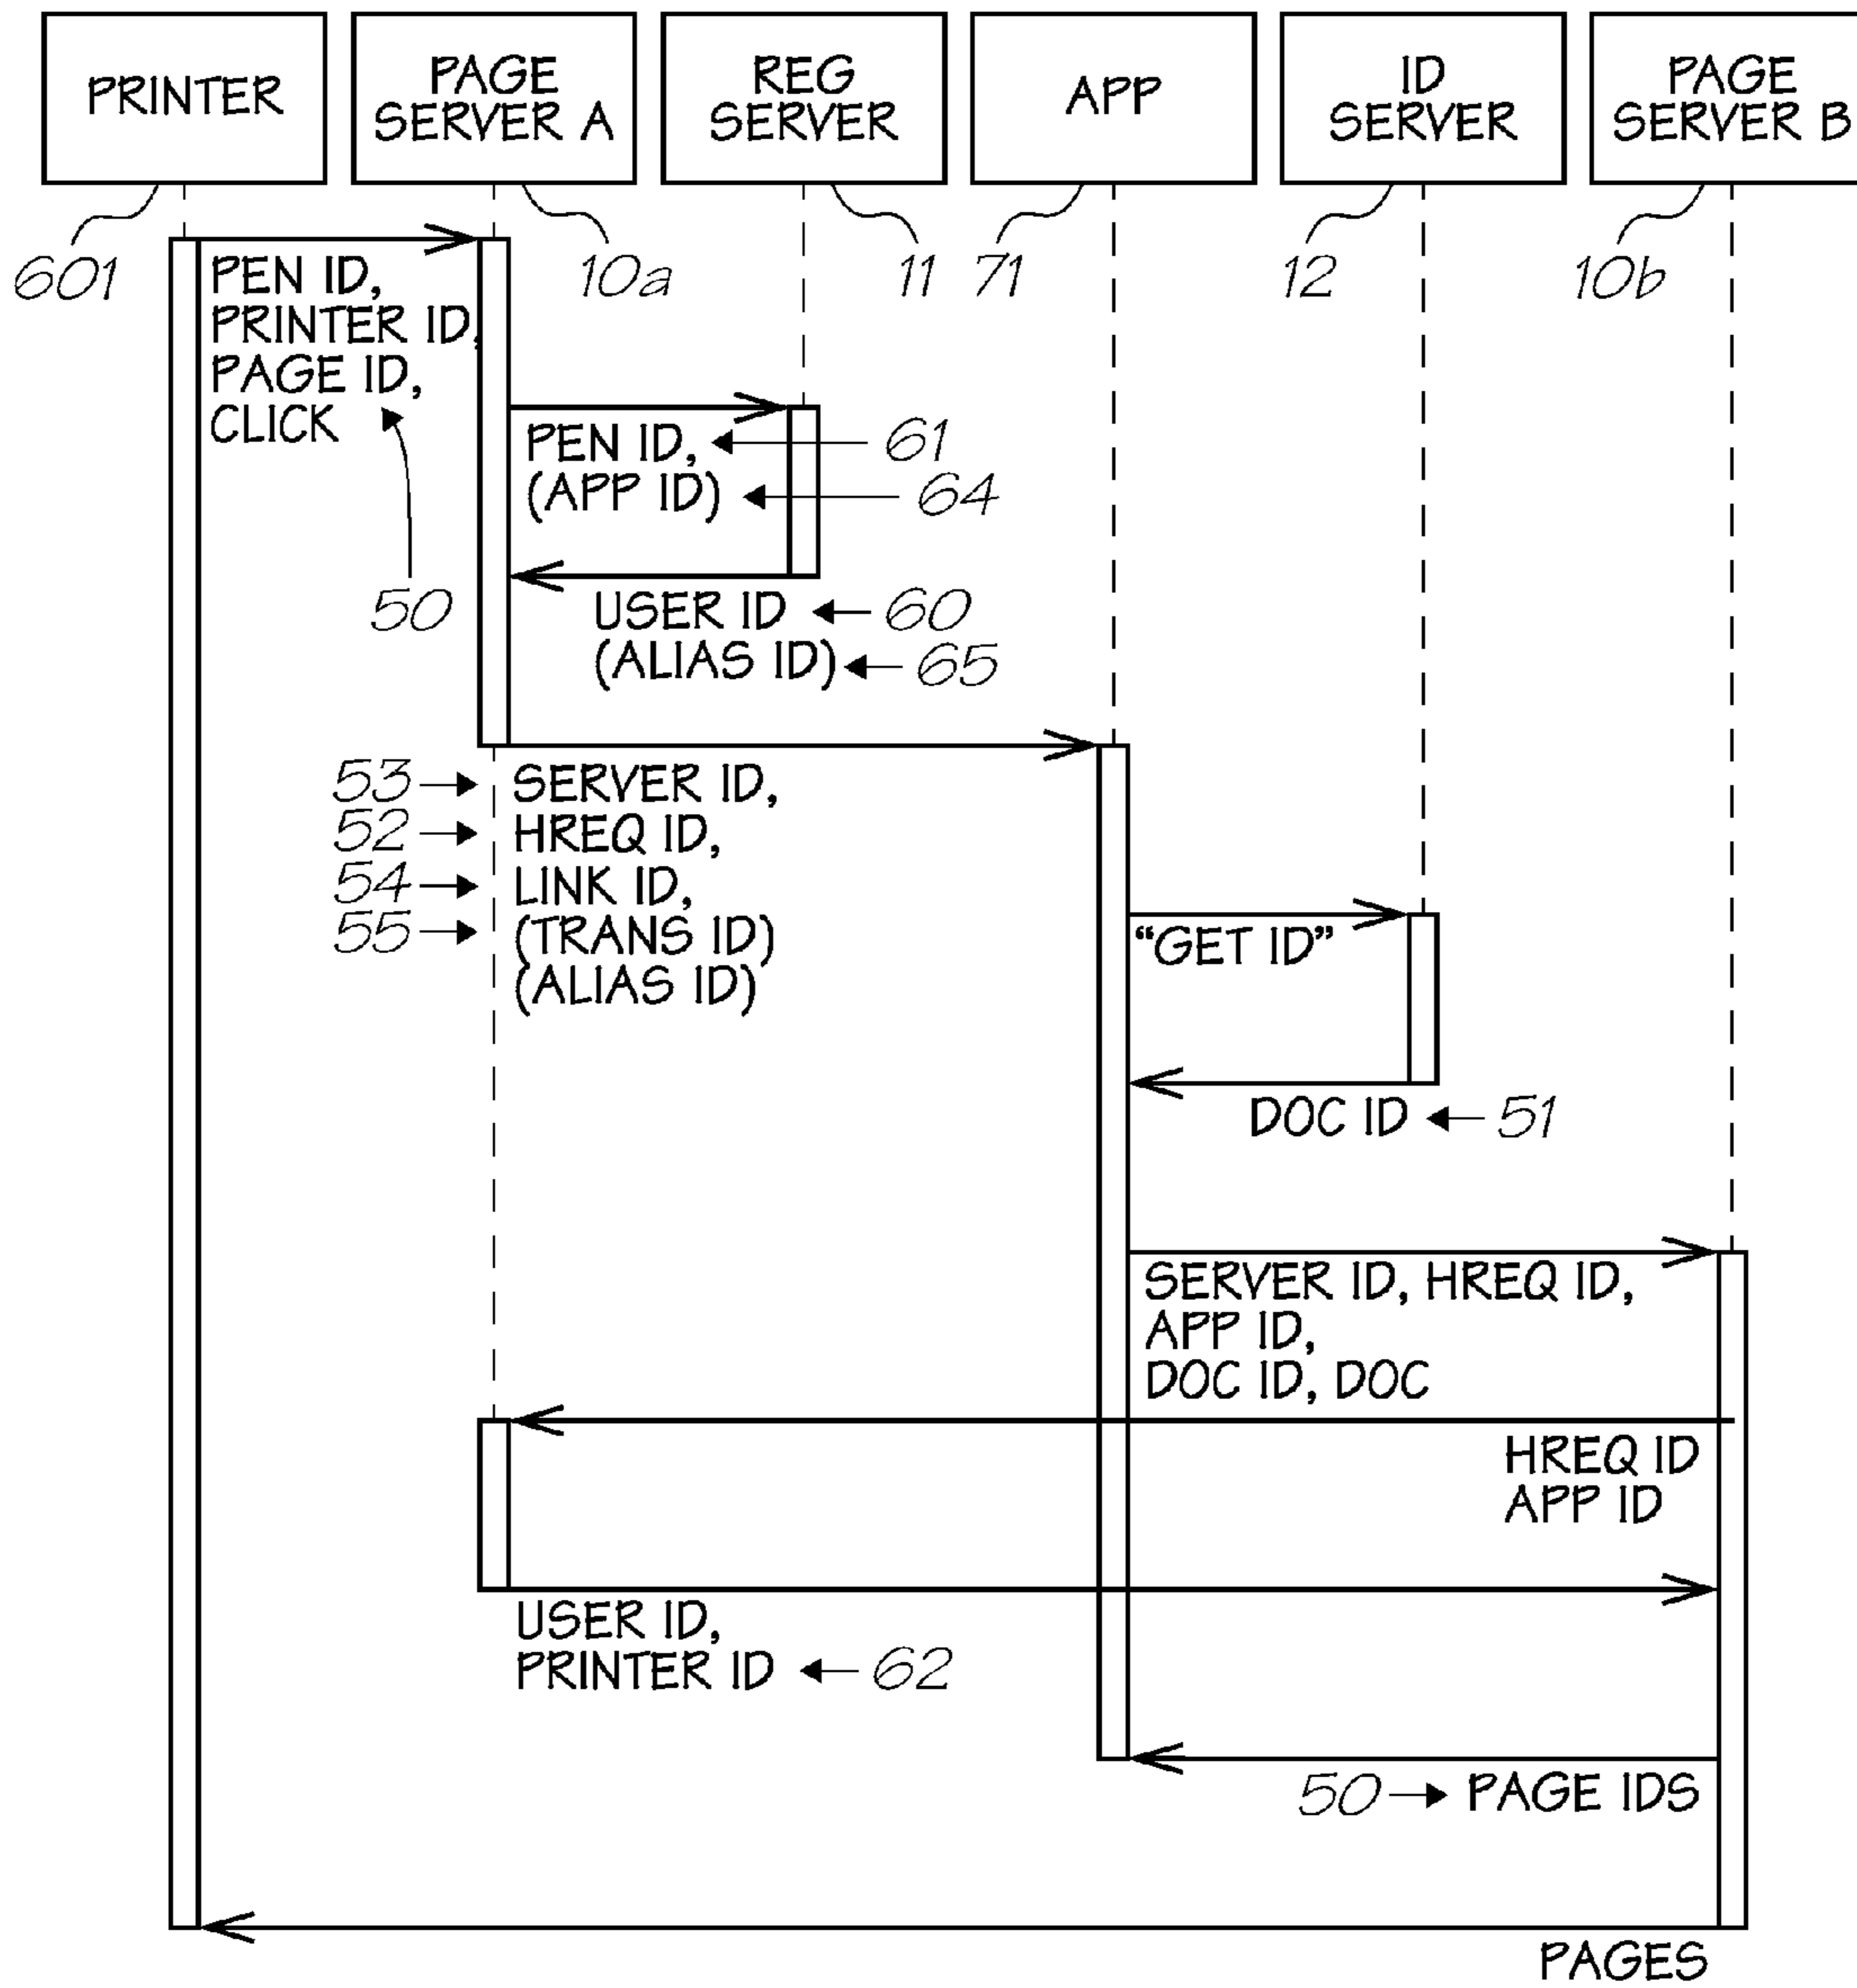 PRINTER
PAGE
SERVER A
REG
SERVER
APP
ID
SERVER
PAGE
SERVER B
601
10a
11
71
12
10b
PEN ID,
PRINTER ID,
PAGE ID,
CLICK
50
PEN ID,
61
(APP ID)
64
USER ID
60
(ALIAS ID)
65
53
SERVER ID,
52
HREQ ID,
54
LINK ID,
55
(TRANS ID)
(ALIAS ID)
“GET ID”
DOC ID
51
SERVER ID, HREQ ID,
APP ID,
DOC ID, DOC
HREQ ID
APP ID
USER ID,
PRINTER ID
62
50
PAGE IDS
PAGES